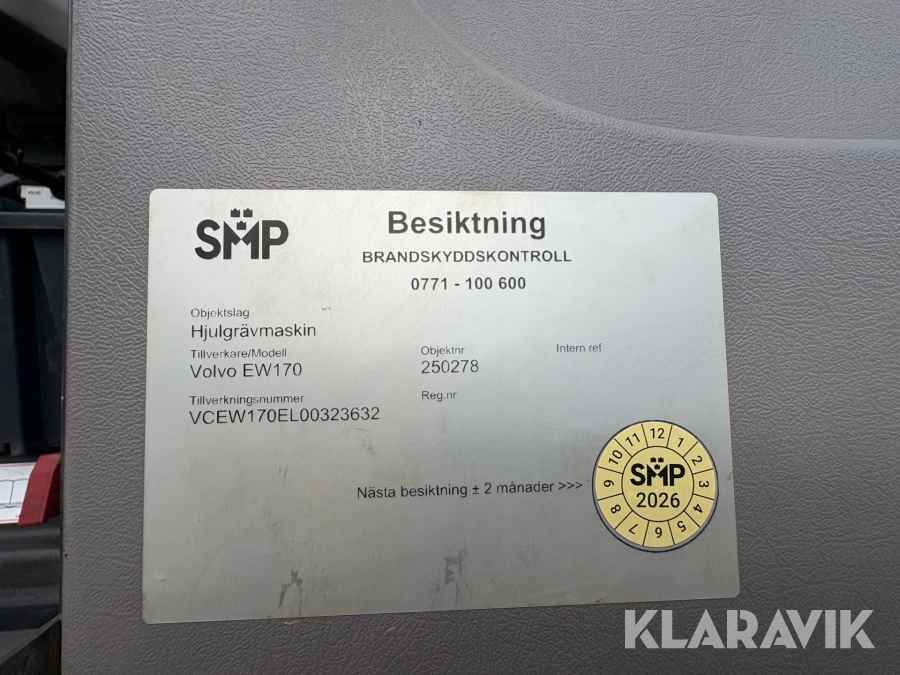 SMP
Besiktning
BRANDSKYDDSKONTROLL
0771 - 100 600
Objektslag
Hjulgrävmaskin
Tillverkare/Modell
Volvo EW170
Objektnr
250278
Intern ref
Tillverkningsnummer
VCEW170EL00323632
Reg.nr
Nästa besiktning ± 2 månader >>>
12 1 2 3 4 5 6 7 8 9 10 11
SMP
2026
VOLVO
KLARAVIK